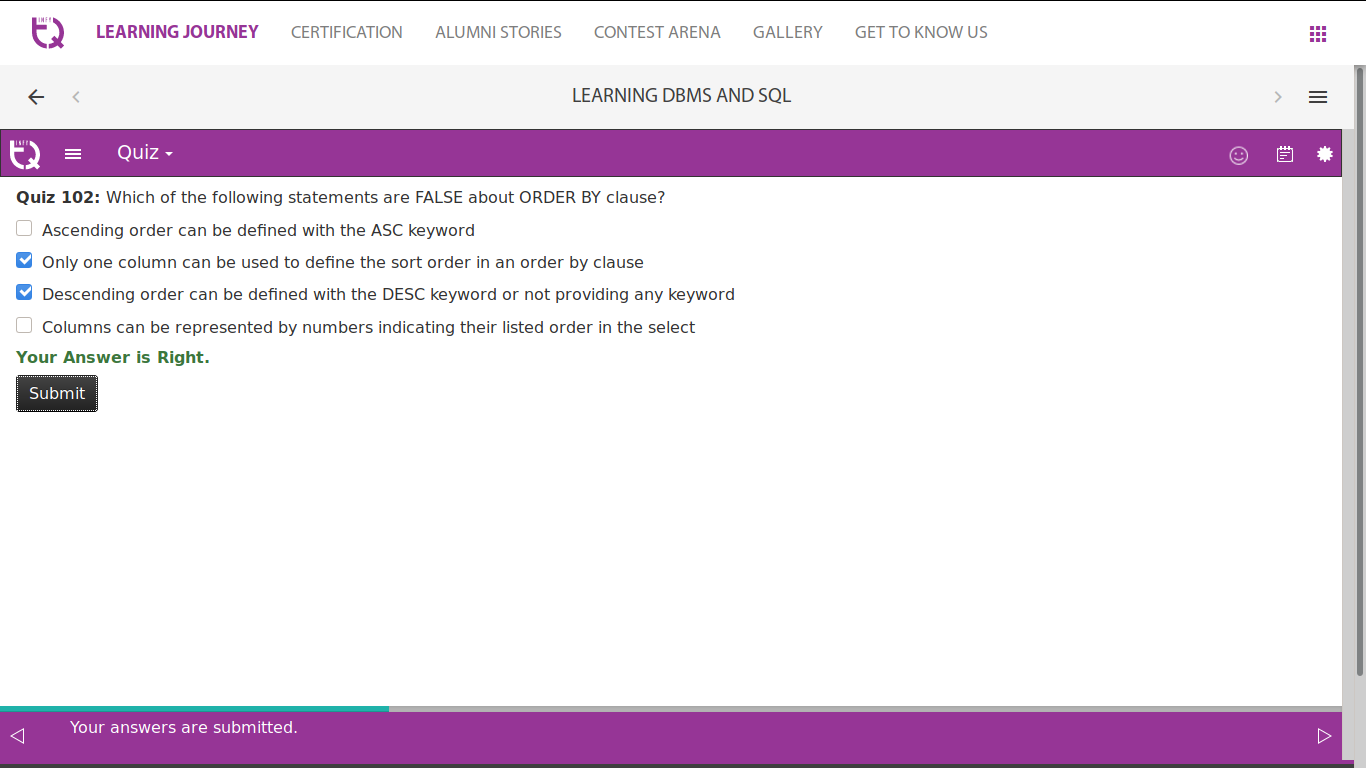 INFY
TQ
LEARNING JOURNEY CERTIFICATION ALUMNI STORIES CONTEST ARENA GALLERY GET TO KNOW US
LEARNING DBMS AND SQL
INFY
TQ
Quiz
Quiz 102: Which of the following statements are FALSE about ORDER BY clause?
Ascending order can be defined with the ASC keyword
Only one column can be used to define the sort order in an order by clause
Descending order can be defined with the DESC keyword or not providing any keyword
Columns can be represented by numbers indicating their listed order in the select
Your Answer is Right.
Submit
Your answers are submitted.